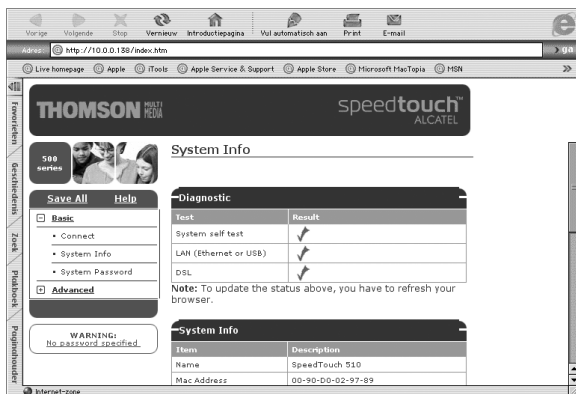 Vorige Volgende Stop Vernieuw Introductiepagina Vul automatisch aan Print E-mail
Adres: http://10.0.0.138/index.htm ga
Live homepage Apple iTools Apple Service & Support Apple Store Microsoft MacTopia MSN
Favorieten
Geschiedenis
Zoek
Plakboek
Paginahouder
THOMSON MULTI MEDIA
speedtouch™
ALCATEL
500 series
Save All Help
Basic
Connect
System Info
System Password
Advanced
WARNING:
No password specified.
System Info
Diagnostic
Test Result
System self test
LAN (Ethernet or USB)
DSL
Note: To update the status above, you have to refresh your
browser.
System Info
Item Description
Name SpeedTouch 510
Mac Address 00-90-D0-02-97-89
Internet-zone